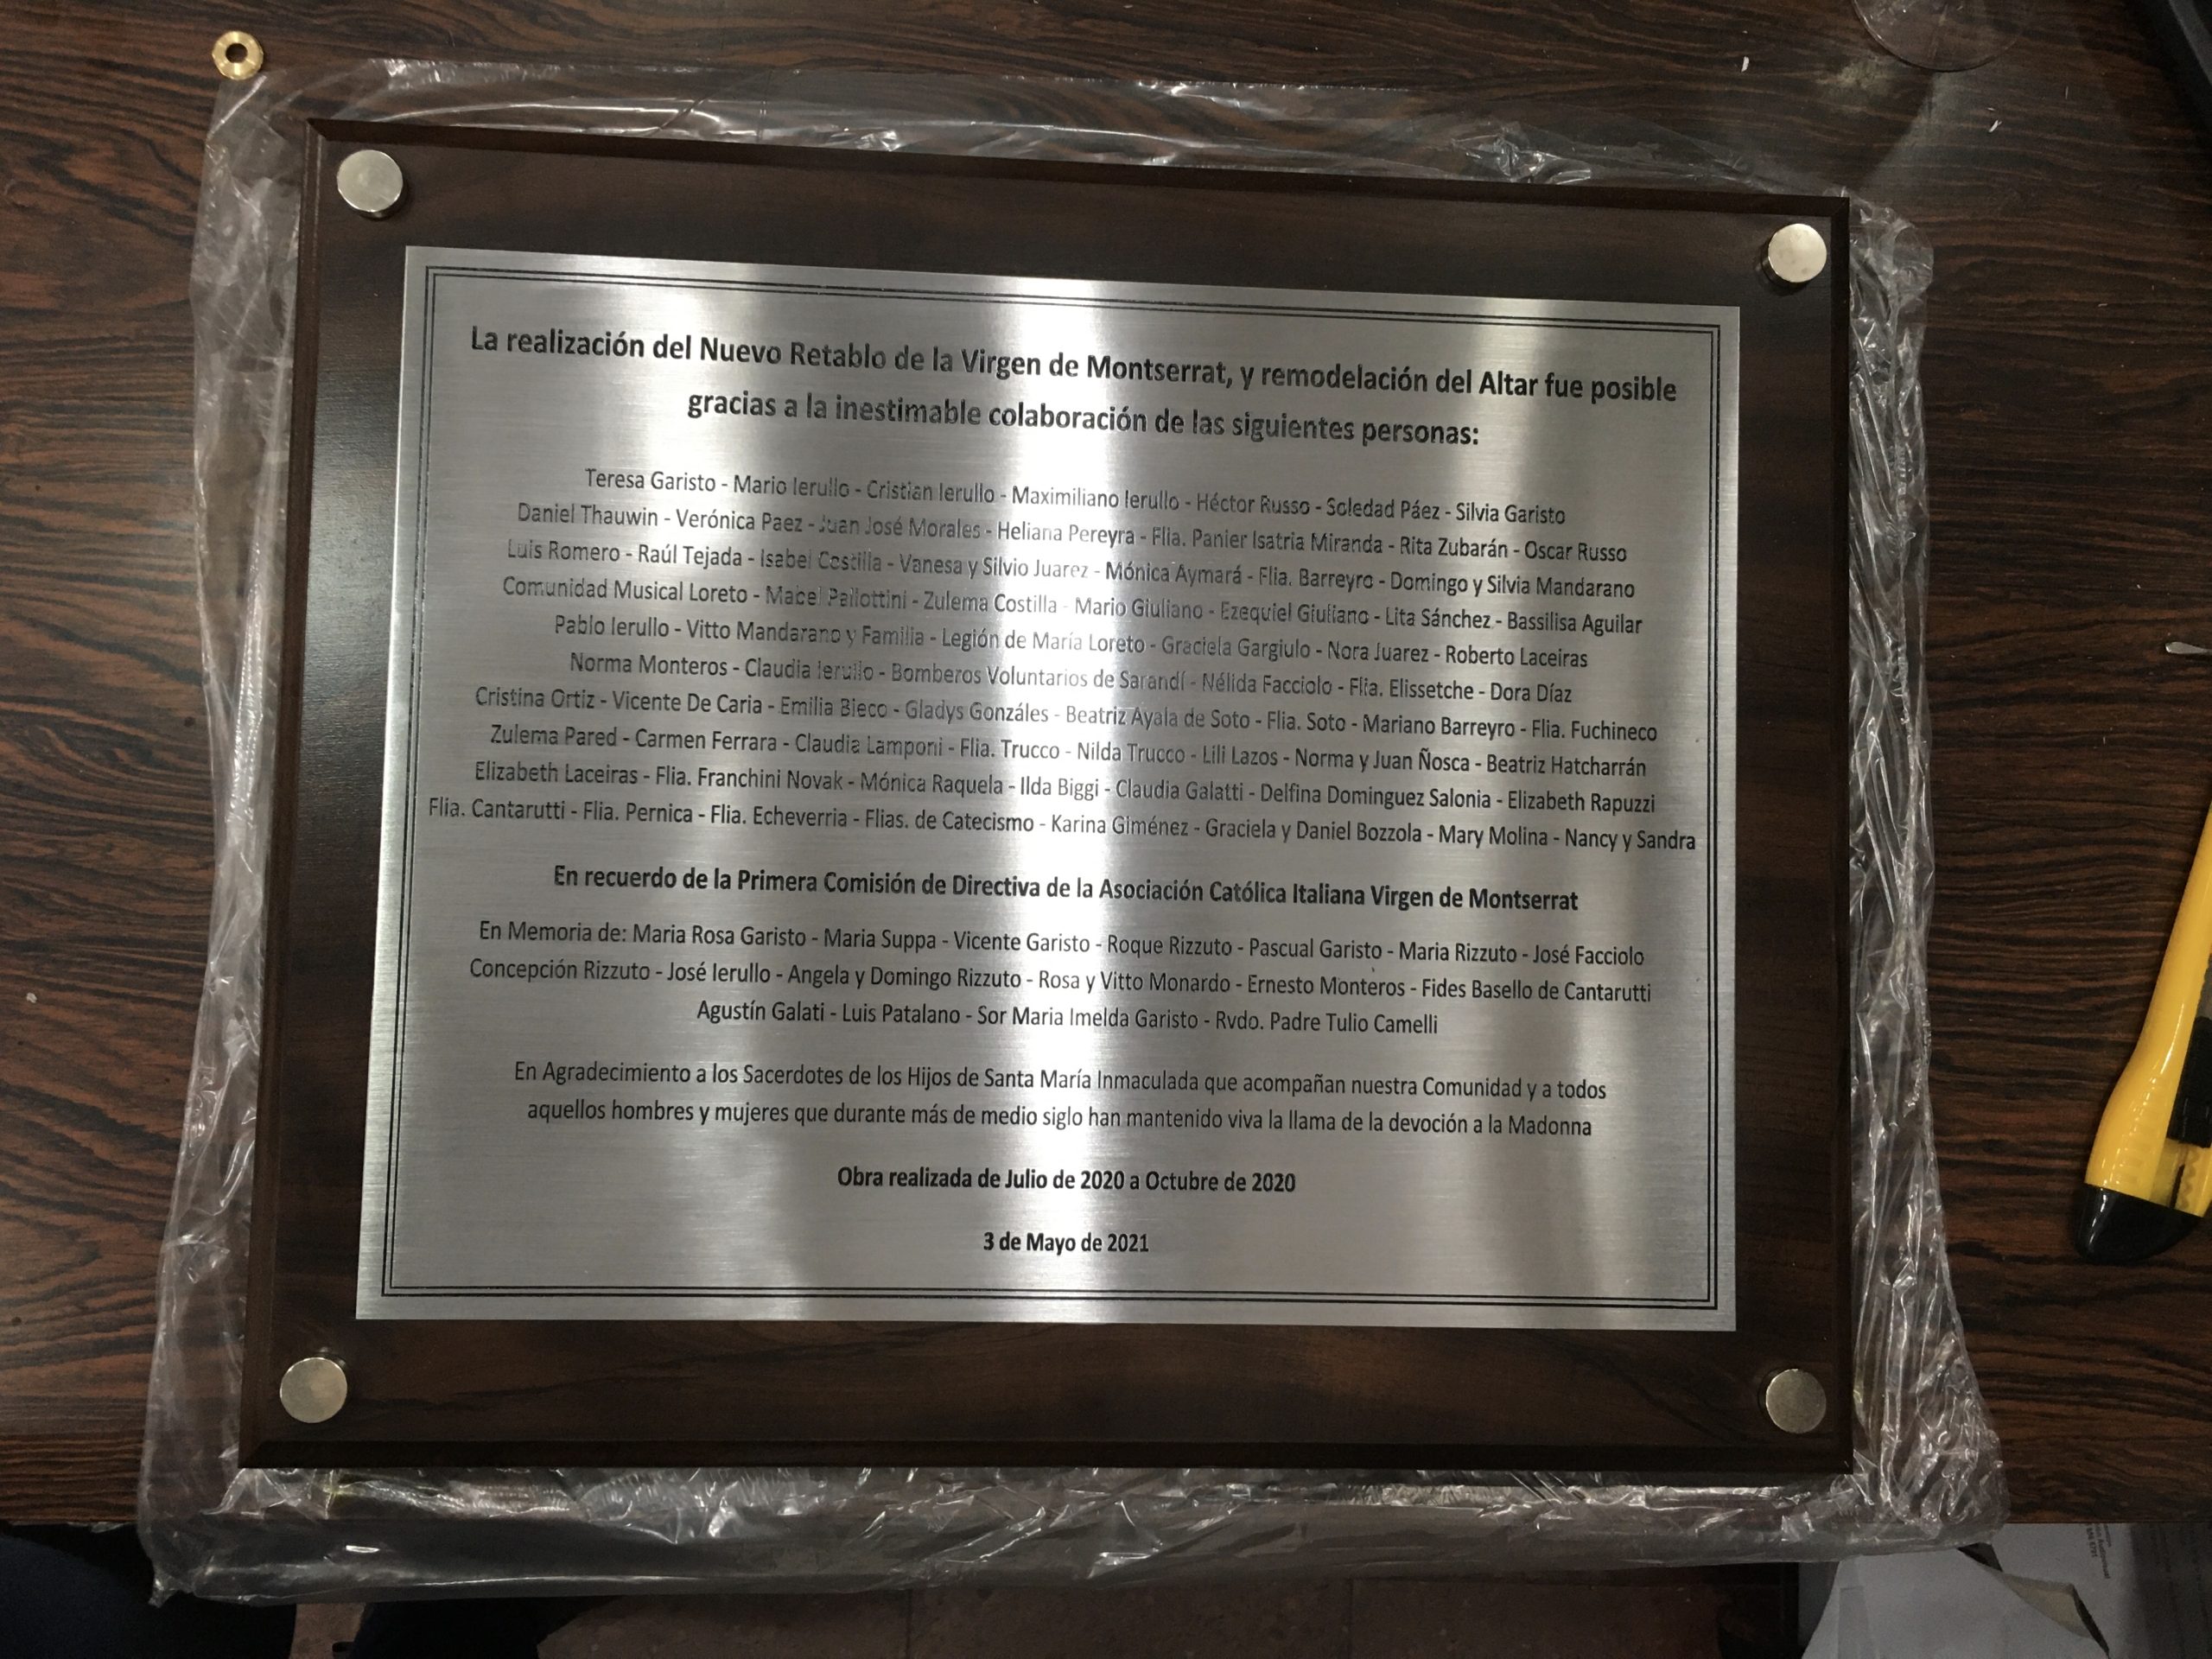 La realización del Nuevo Retablo de la Virgen de Montserrat, y remodelación del Altar fue posible
gracias a la inestimable colaboración de las siguientes personas:
Teresa Garisto - Mario Ierullo - Cristian Ierullo - Maximiliano Ierullo - Héctor Russo - Soledad Páez - Silvia Garisto
Daniel Thauwin - Verónica Paez - Juan José Morales - Heliana Pereyra - Flia. Panier Isatria Miranda - Rita Zubarán - Oscar Russo
Luis Romero - Raúl Tejada - Isabel Costilla - Vanesa y Silvio Juarez - Mónica Aymará - Flia. Barreyro - Domingo y Silvia Mandarano
Comunidad Musical Loreto - Mabel Pallottini - Zulema Costilla - Mario Giuliano - Ezequiel Giuliano - Lita Sánchez - Bassilisa Aguilar
Pablo Ierullo - Vitto Mandarano y Familia - Legión de María Loreto - Graciela Gargiulo - Nora Juarez - Roberto Laceiras
Norma Monteros - Claudia Ierullo - Bomberos Voluntarios de Sarandí - Nélida Facciolo - Flia. Elissetche - Dora Díaz
Cristina Ortiz - Vicente De Caria - Emilia Bieco - Gladys Gonzáles - Beatriz Ayala de Soto - Flia. Soto - Mariano Barreyro - Flia. Fuchineco
Zulema Pared - Carmen Ferrara - Claudia Lamponi - Flia. Trucco - Nilda Trucco - Lili Lazos - Norma y Juan Ñosca - Beatriz Hatcharrán
Elizabeth Laceiras - Flia. Franchini Novak - Mónica Raquela - Ilda Biggi - Claudia Galatti - Delfina Dominguez Salonia - Elizabeth Rapuzzi
Flia. Cantarutti - Flia. Pernica - Flia. Echeverria - Flias. de Catecismo - Karina Giménez - Graciela y Daniel Bozzola - Mary Molina - Nancy y Sandra
En recuerdo de la Primera Comisión de Directiva de la Asociación Católica Italiana Virgen de Montserrat
En Memoria de: Maria Rosa Garisto - Maria Suppa - Vicente Garisto - Roque Rizzuto - Pascual Garisto - Maria Rizzuto - José Facciolo
Concepción Rizzuto - José Ierullo - Angela y Domingo Rizzuto - Rosa y Vitto Monardo - Ernesto Monteros - Fides Basello de Cantarutti
Agustín Galati - Luis Patalano - Sor Maria Imelda Garisto - Rvdo. Padre Tulio Camelli
En Agradecimiento a los Sacerdotes de los Hijos de Santa María Inmaculada que acompañan nuestra Comunidad y a todos
aquellos hombres y mujeres que durante más de medio siglo han mantenido viva la llama de la devoción a la Madonna
Obra realizada de Julio de 2020 a Octubre de 2020
3 de Mayo de 2021